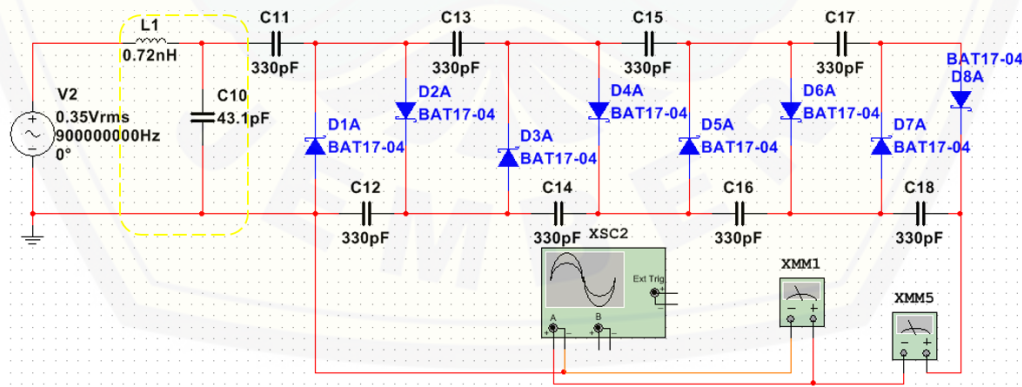 C11
C13
C15
C17
L1
0.72nH
330pF
330pF
330pF
330pF
BAT17-04
D8A
V2
0.35Vrms
900000000Hz
0°
C10
43.1pF
D2A
BAT17-04
D4A
BAT17-04
D6A
BAT17-04
D1A
BAT17-04
D3A
BAT17-04
D5A
BAT17-04
D7A
BAT17-04
C12
C14
C16
C18
330pF
330pF
330pF
330pF
XSC2
Ext Trig
A
B
XMM1
XMM5